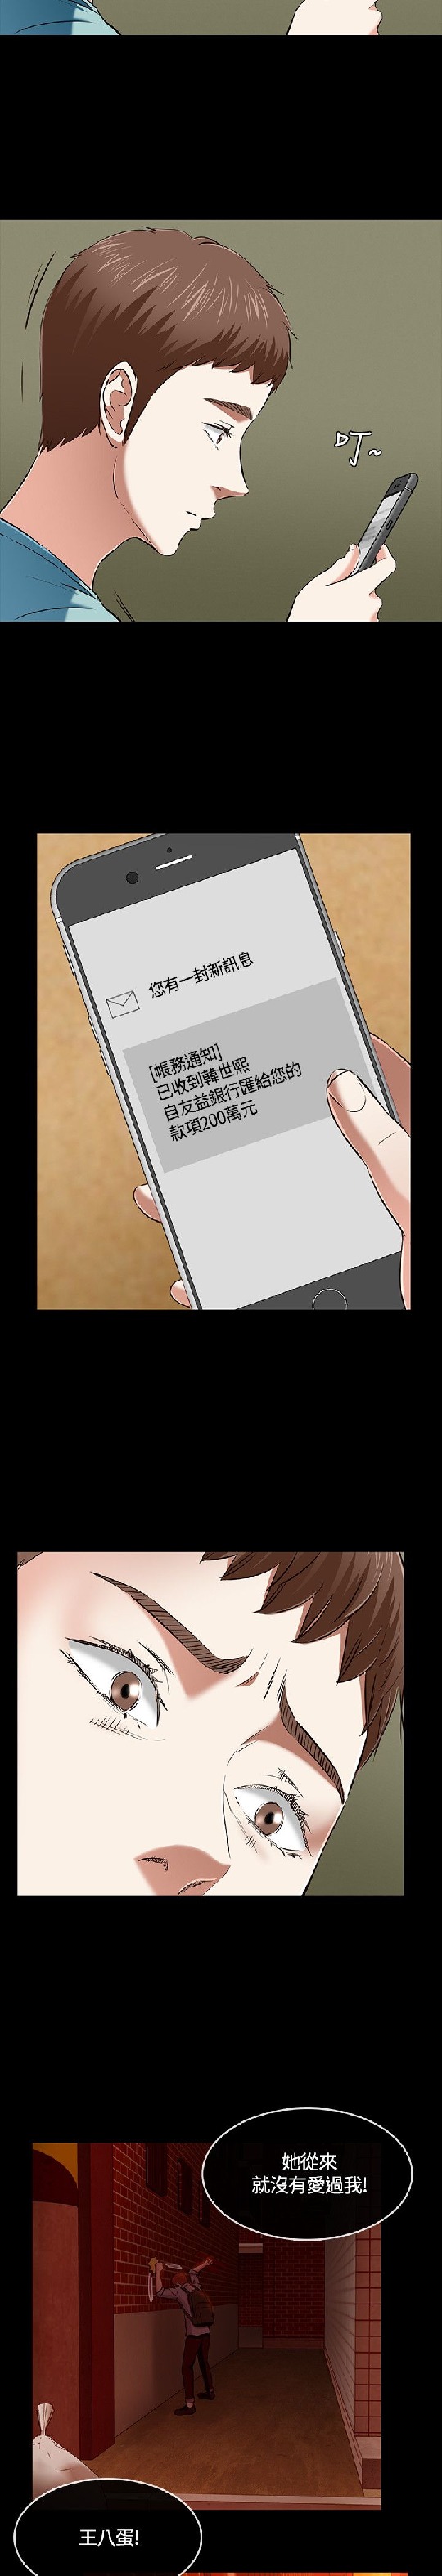 叮~
您有一封新訊息
[帳務通知]
已收到韓世熙
自友益銀行匯給您的
款項200萬元
她從來
就沒有愛過我!
王八蛋!